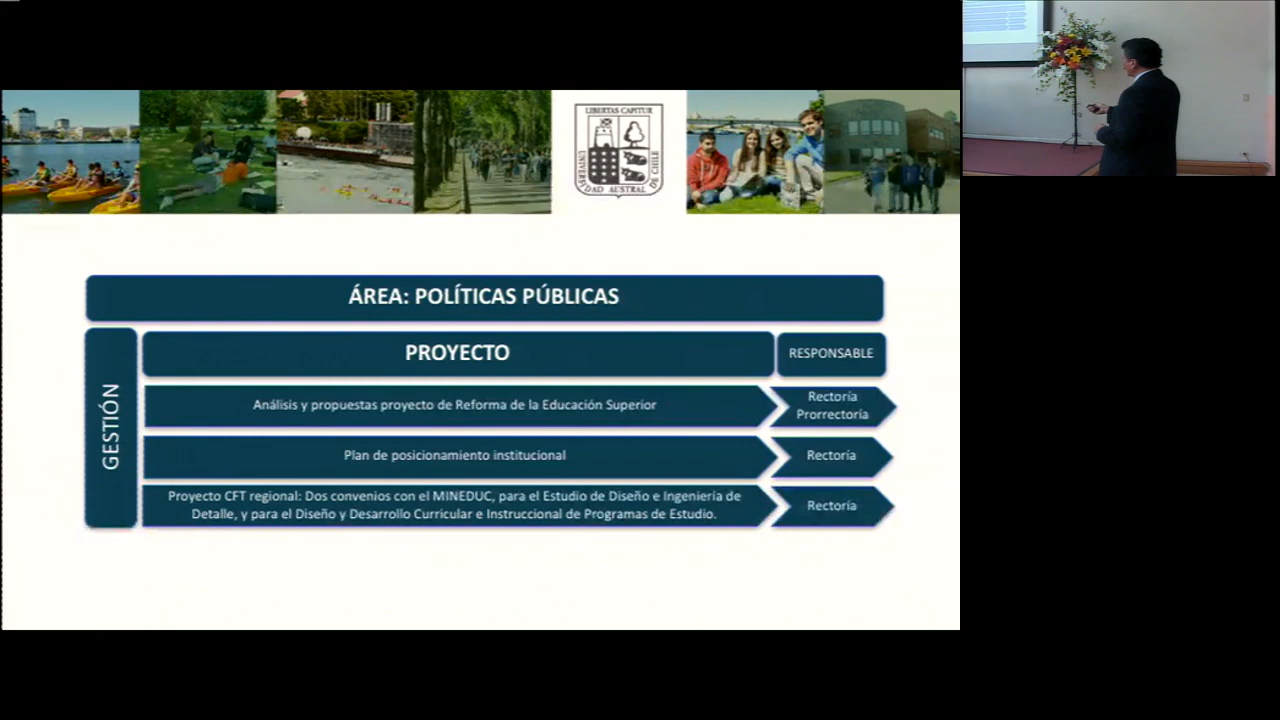 LIBERTAS CAPITUR
UNIVERSIDAD AUSTRAL DE CHILE
ÁREA: POLÍTICAS PÚBLICAS
GESTIÓN
PROYECTO
RESPONSABLE
Análisis y propuestas proyecto de Reforma de la Educación Superior
Rectoría
Prorrectoría
Plan de posicionamiento institucional
Rectoría
Proyecto CFT regional: Dos convenios con el MINEDUC, para el Estudio de Diseño e Ingeniería de
Detalle, y para el Diseño y Desarrollo Curricular e Instruccional de Programas de Estudio.
Rectoría